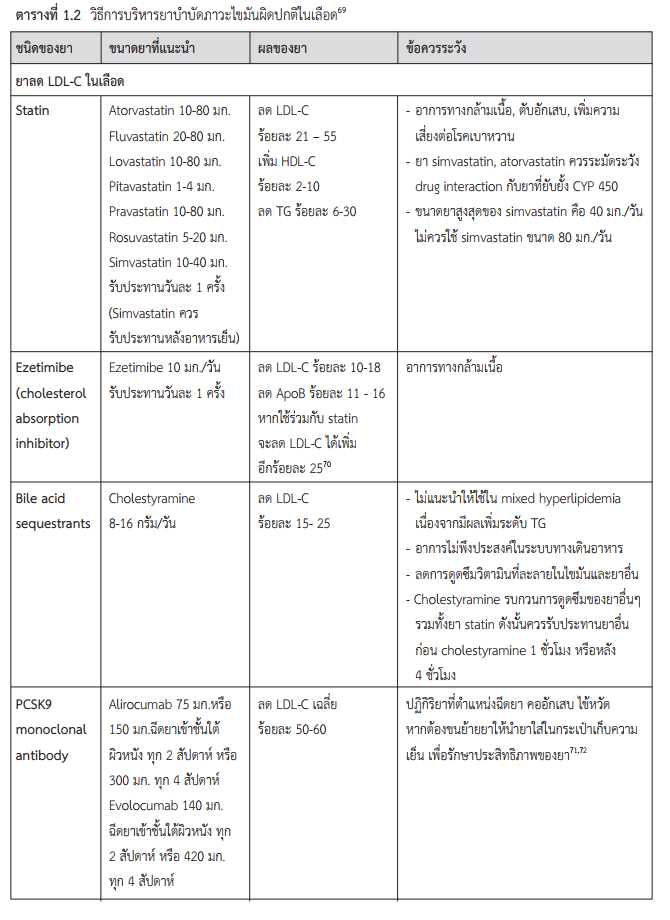 ตารางที่ 1.2 วิธีการบริหารยาบำบัดภาวะไขมันผิดปกติในเลือด69
ชนิดของยา
ขนาดยาที่แนะนำ
ผลของยา
ข้อควรระวัง
ยาลด LDL-C ในเลือด
Statin
Atorvastatin 10-80 มก.
Fluvastatin 20-80 มก.
Lovastatin 10-80 มก.
Pitavastatin 1-4 มก.
Pravastatin 10-80 มก.
Rosuvastatin 5-20 มก.
Simvastatin 10-40 มก.
รับประทานวันละ 1 ครั้ง
(Simvastatin ควร
รับประทานหลังอาหารเย็น)
ลด LDL-C
ร้อยละ 21 – 55
เพิ่ม HDL-C
ร้อยละ 2-10
ลด TG ร้อยละ 6-30
- อาการทางกล้ามเนื้อ, ตับอักเสบ, เพิ่มความ
เสี่ยงต่อโรคเบาหวาน
- ยา simvastatin, atorvastatin ควรระมัดระวัง
drug interaction กับยาที่ยับยั้ง CYP 450
- ขนาดยาสูงสุดของ simvastatin คือ 40 มก./วัน
ไม่ควรใช้ simvastatin ขนาด 80 มก./วัน
Ezetimibe
(cholesterol
absorption
inhibitor)
Ezetimibe 10 มก./วัน
รับประทานวันละ 1 ครั้ง
ลด LDL-C ร้อยละ 10-18
ลด ApoB ร้อยละ 11 - 16
หากใช้ร่วมกับ statin
จะลด LDL-C ได้เพิ่ม
อีกร้อยละ 2570
อาการทางกล้ามเนื้อ
Bile acid
sequestrants
Cholestyramine
8-16 กรัม/วัน
ลด LDL-C
ร้อยละ 15- 25
- ไม่แนะนำให้ใช้ใน mixed hyperlipidemia
เนื่องจากมีผลเพิ่มระดับ TG
- อาการไม่พึงประสงค์ในระบบทางเดินอาหาร
- ลดการดูดซึมวิตามินที่ละลายในไขมันและยาอื่น
- Cholestyramine รบกวนการดูดซึมของยาอื่นๆ
รวมทั้งยา statin ดังนั้นควรรับประทานยาอื่น
ก่อน cholestyramine 1 ชั่วโมง หรือหลัง
4 ชั่วโมง
PCSK9
monoclonal
antibody
Alirocumab 75 มก.หรือ
150 มก.ฉีดยาเข้าชั้นใต้
ผิวหนัง ทุก 2 สัปดาห์ หรือ
300 มก. ทุก 4 สัปดาห์
Evolocumab 140 มก.
ฉีดยาเข้าชั้นใต้ผิวหนัง ทุก
2 สัปดาห์ หรือ 420 มก.
ทุก 4 สัปดาห์
ลด LDL-C เฉลี่ย
ร้อยละ 50-60
ปฏิกิริยาที่ตำแหน่งฉีดยา คออักเสบ ไข้หวัด
หากต้องขนย้ายยาให้นำยาใส่ในกระเป๋าเก็บความ
เย็น เพื่อรักษาประสิทธิภาพของยา71,72